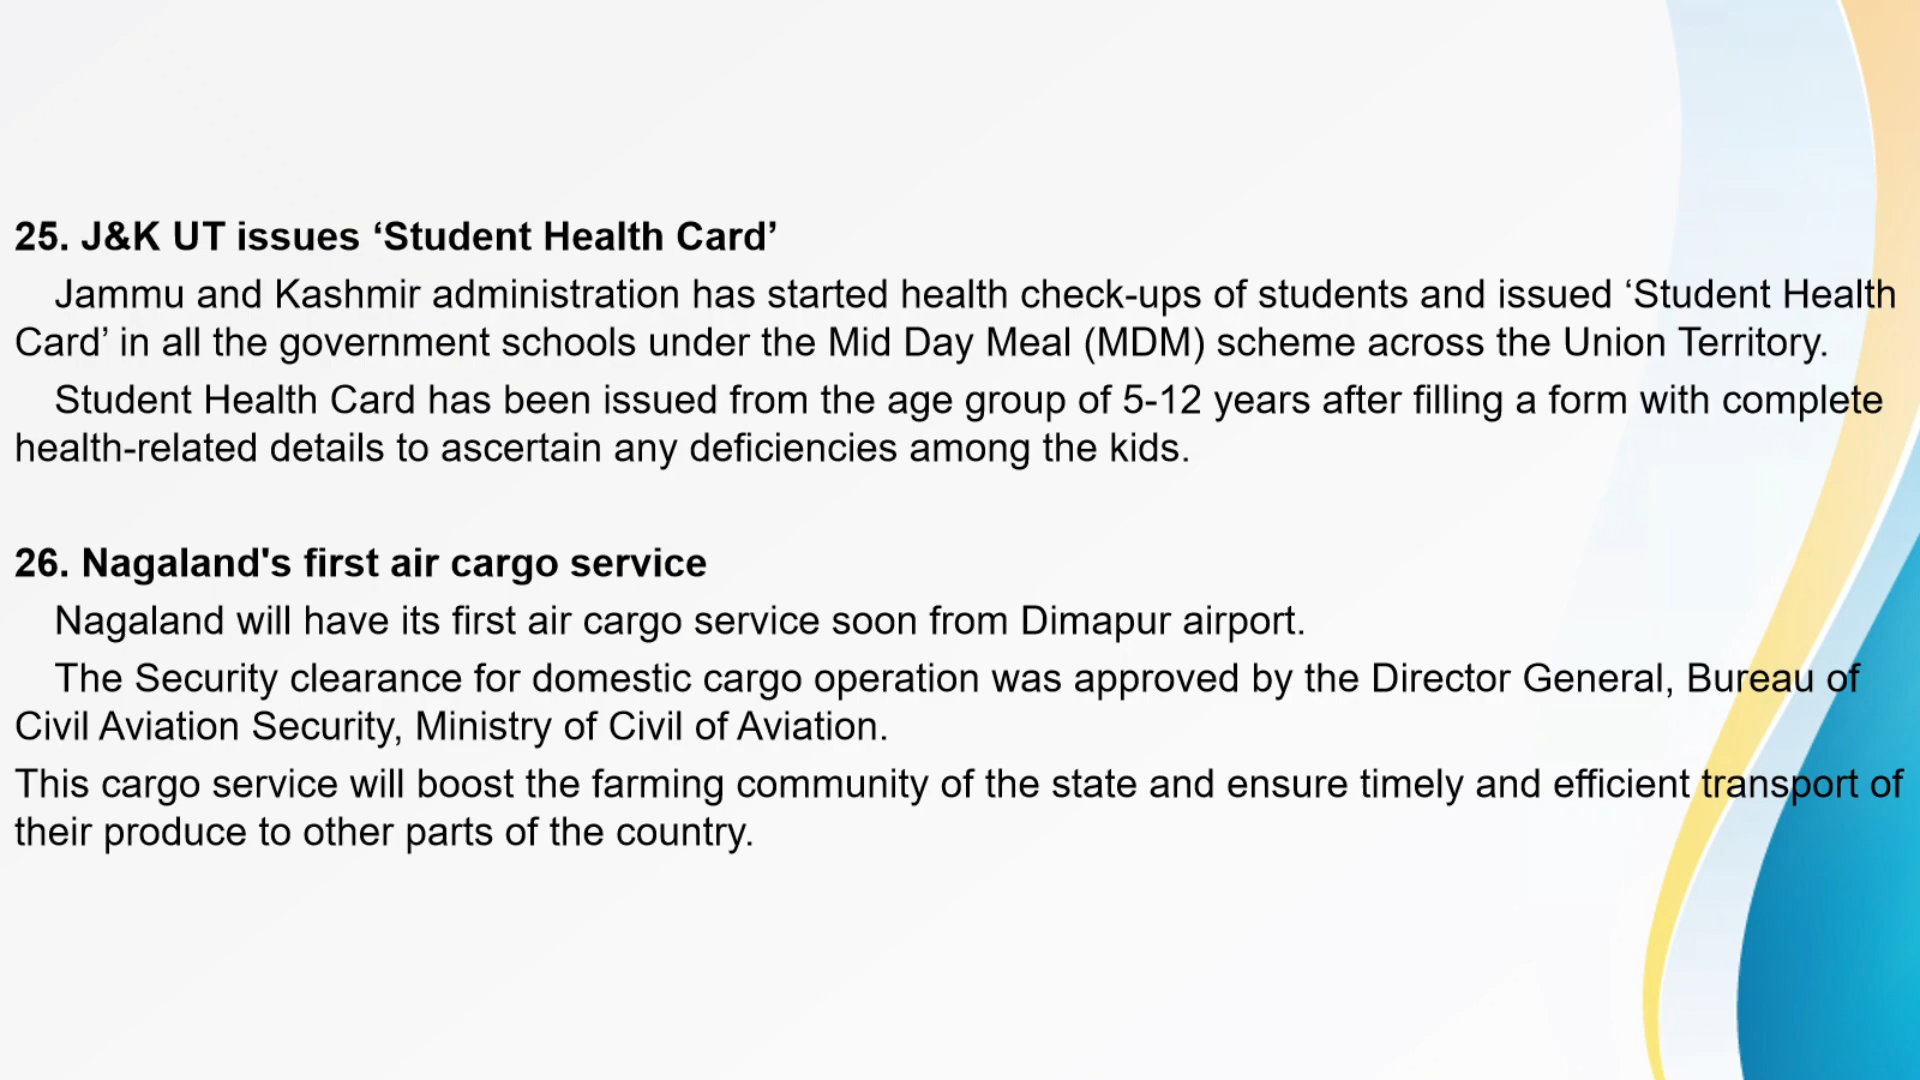 25. J&K UT issues ‘Student Health Card’
Jammu and Kashmir administration has started health check-ups of students and issued ‘Student Health
Card’ in all the government schools under the Mid Day Meal (MDM) scheme across the Union Territory.
Student Health Card has been issued from the age group of 5-12 years after filling a form with complete
health-related details to ascertain any deficiencies among the kids.
26. Nagaland's first air cargo service
Nagaland will have its first air cargo service soon from Dimapur airport.
The Security clearance for domestic cargo operation was approved by the Director General, Bureau of
Civil Aviation Security, Ministry of Civil of Aviation.
This cargo service will boost the farming community of the state and ensure timely and efficient transport of
their produce to other parts of the country.